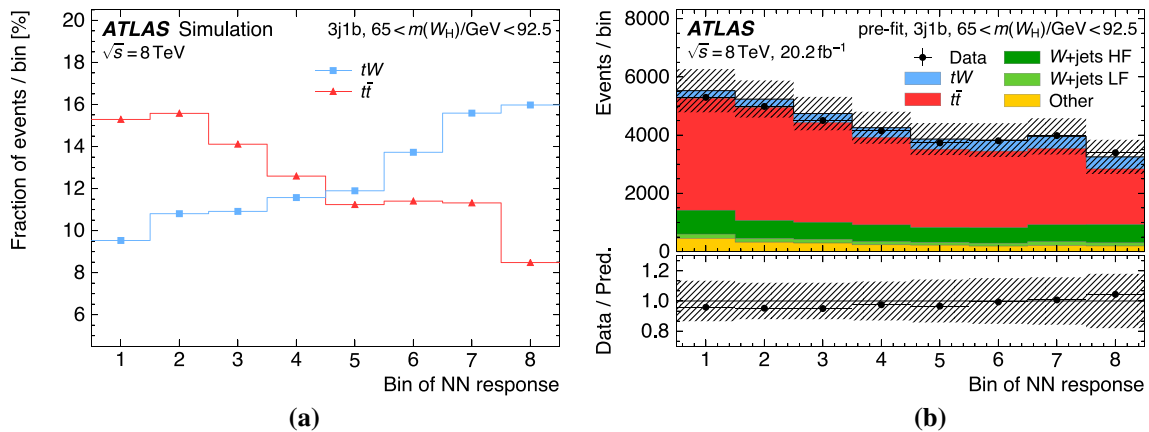 ATLAS Simulation
3j1b, 65 < m(W_H)/GeV < 92.5
√s = 8 TeV
tW
tt̄
Fraction of events / bin [%]
20
18
16
14
12
10
8
6
1 2 3 4 5 6 7 8
Bin of NN response
(a)
ATLAS
pre-fit, 3j1b, 65 < m(W_H)/GeV < 92.5
√s = 8 TeV, 20.2 fb⁻¹
Data
tW
tt̄
W+jets HF
W+jets LF
Other
Events / bin
8000
6000
4000
2000
0
Data / Pred.
1.2
1.0
0.8
1 2 3 4 5 6 7 8
Bin of NN response
(b)